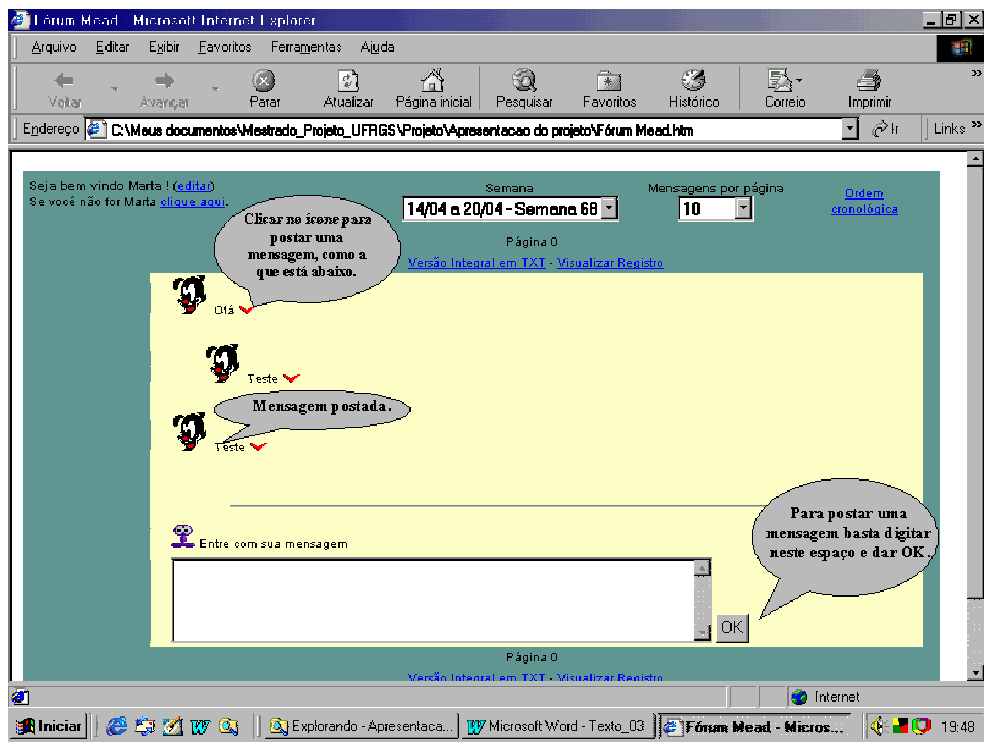 Fórum Mead - Microsoft Internet Explorer
Arquivo Editar Exibir Favoritos Ferramentas Ajuda
Voltar Avançar Parar Atualizar Página inicial Pesquisar Favoritos Histórico Correio Imprimir
Endereço C:\Meus documentos\Mestrado_Projeto_UFRGS\Projeto\Apresentacao do projeto\Fórum Mead.htm Ir Links
Seja bem vindo Marta ! (editar)
Se você não for Marta clique aqui.
Semana
14/04 a 20/04 - Semana 68
Mensagens por página
10
Ordem
cronológica
Página 0
Versão Integral em TXT - Visualizar Registro
Clicar no ícone para
postar uma
mensagem, como a
que está abaixo.
Olá
Teste
Mensagem postada.
Teste
Para postar uma
mensagem basta digitar
neste espaço e dar OK.
Entre com sua mensagem
OK
Página 0
Versão Integral em TXT - Visualizar Registro
Internet
Iniciar Explorando - Apresentaca... Microsoft Word - Texto_03 Fórum Mead - Micros... 19:48